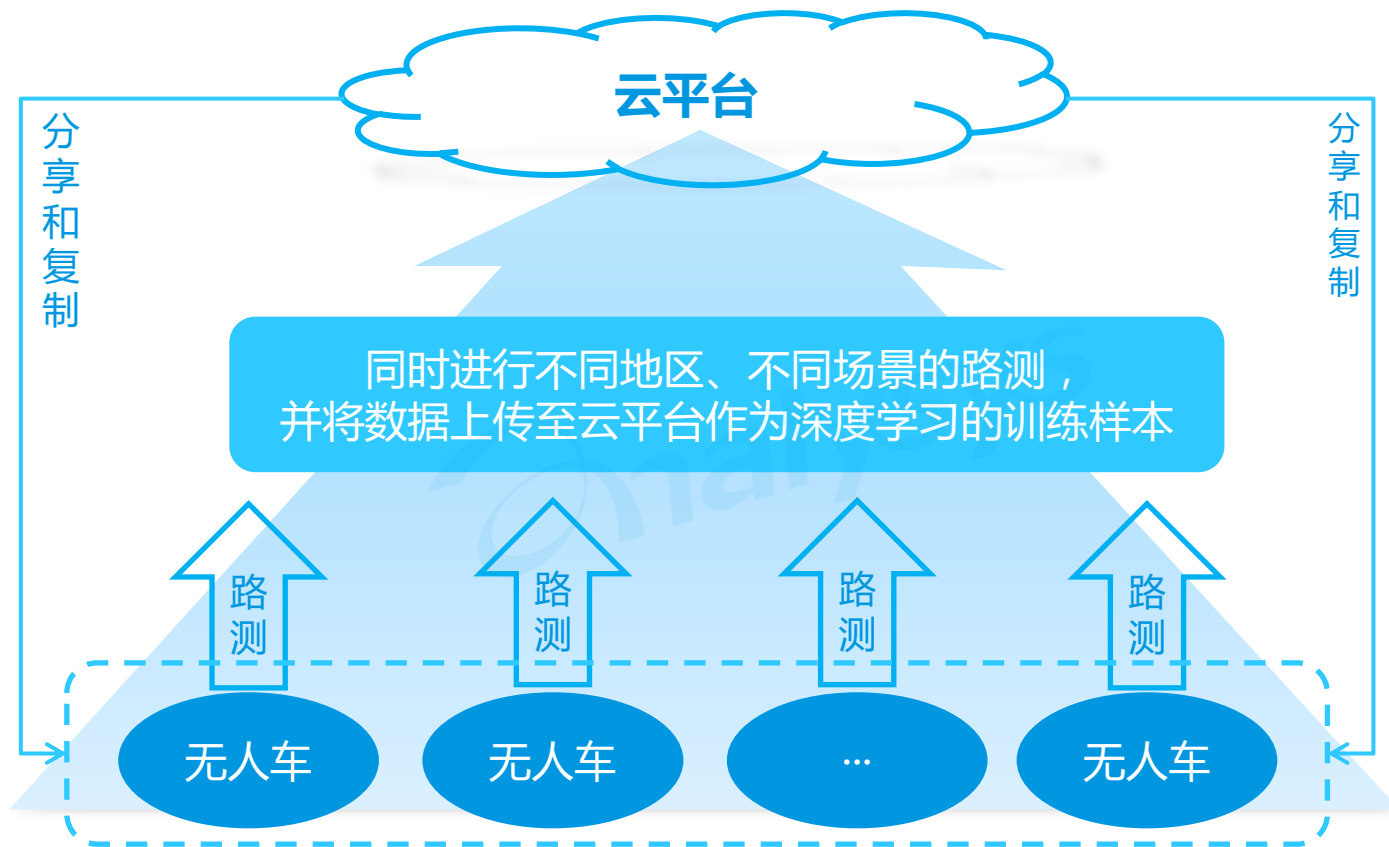 云平台
分享和复制
分享和复制
同时进行不同地区、不同场景的路测，
并将数据上传至云平台作为深度学习的训练样本
路测
路测
路测
路测
无人车
无人车
...
无人车
analysys